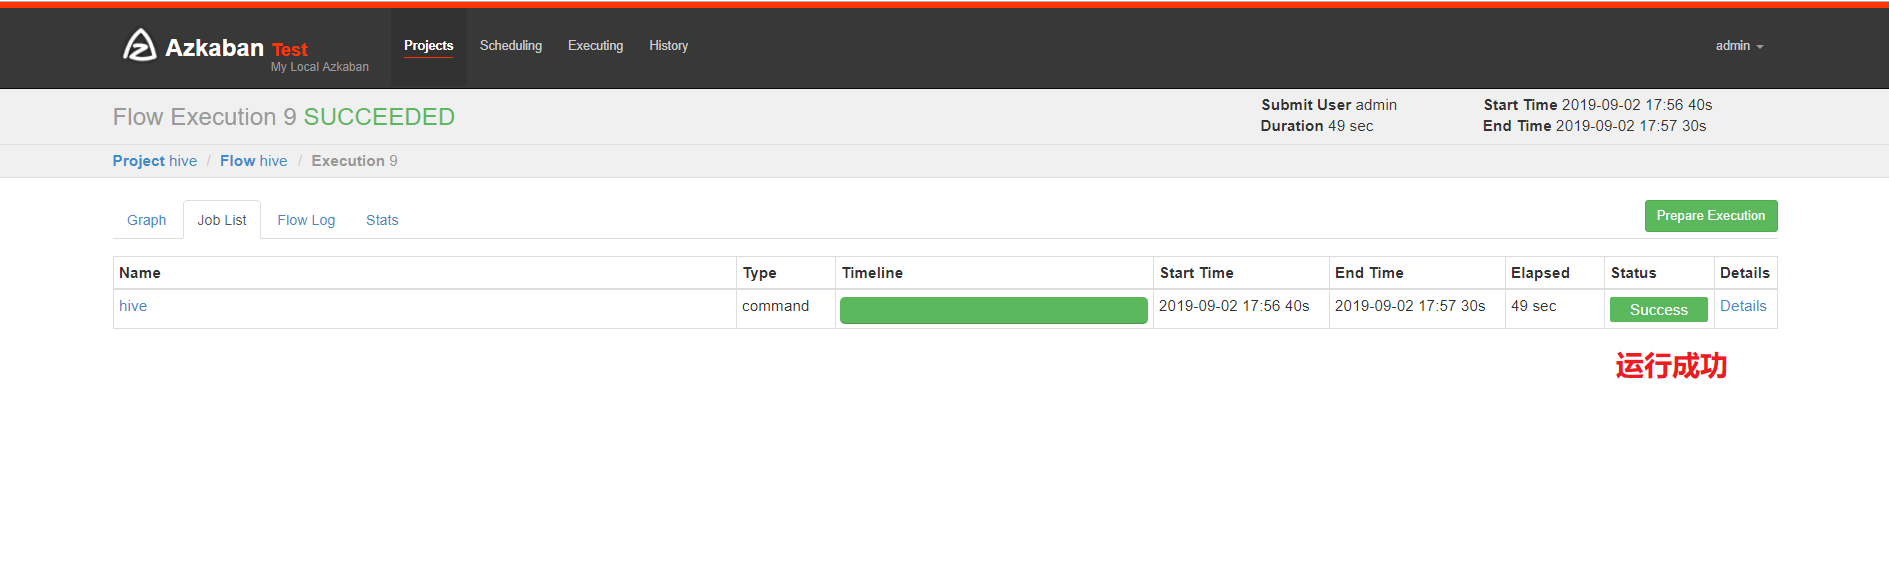 Azkaban Test
My Local Azkaban
Projects Scheduling Executing History admin
Flow Execution 9 SUCCEEDED
Submit User admin Start Time 2019-09-02 17:56 40s
Duration 49 sec End Time 2019-09-02 17:57 30s
Project hive / Flow hive / Execution 9
Graph Job List Flow Log Stats Prepare Execution
Name Type Timeline Start Time End Time Elapsed Status Details
hive command 2019-09-02 17:56 40s 2019-09-02 17:57 30s 49 sec Success Details
运行成功